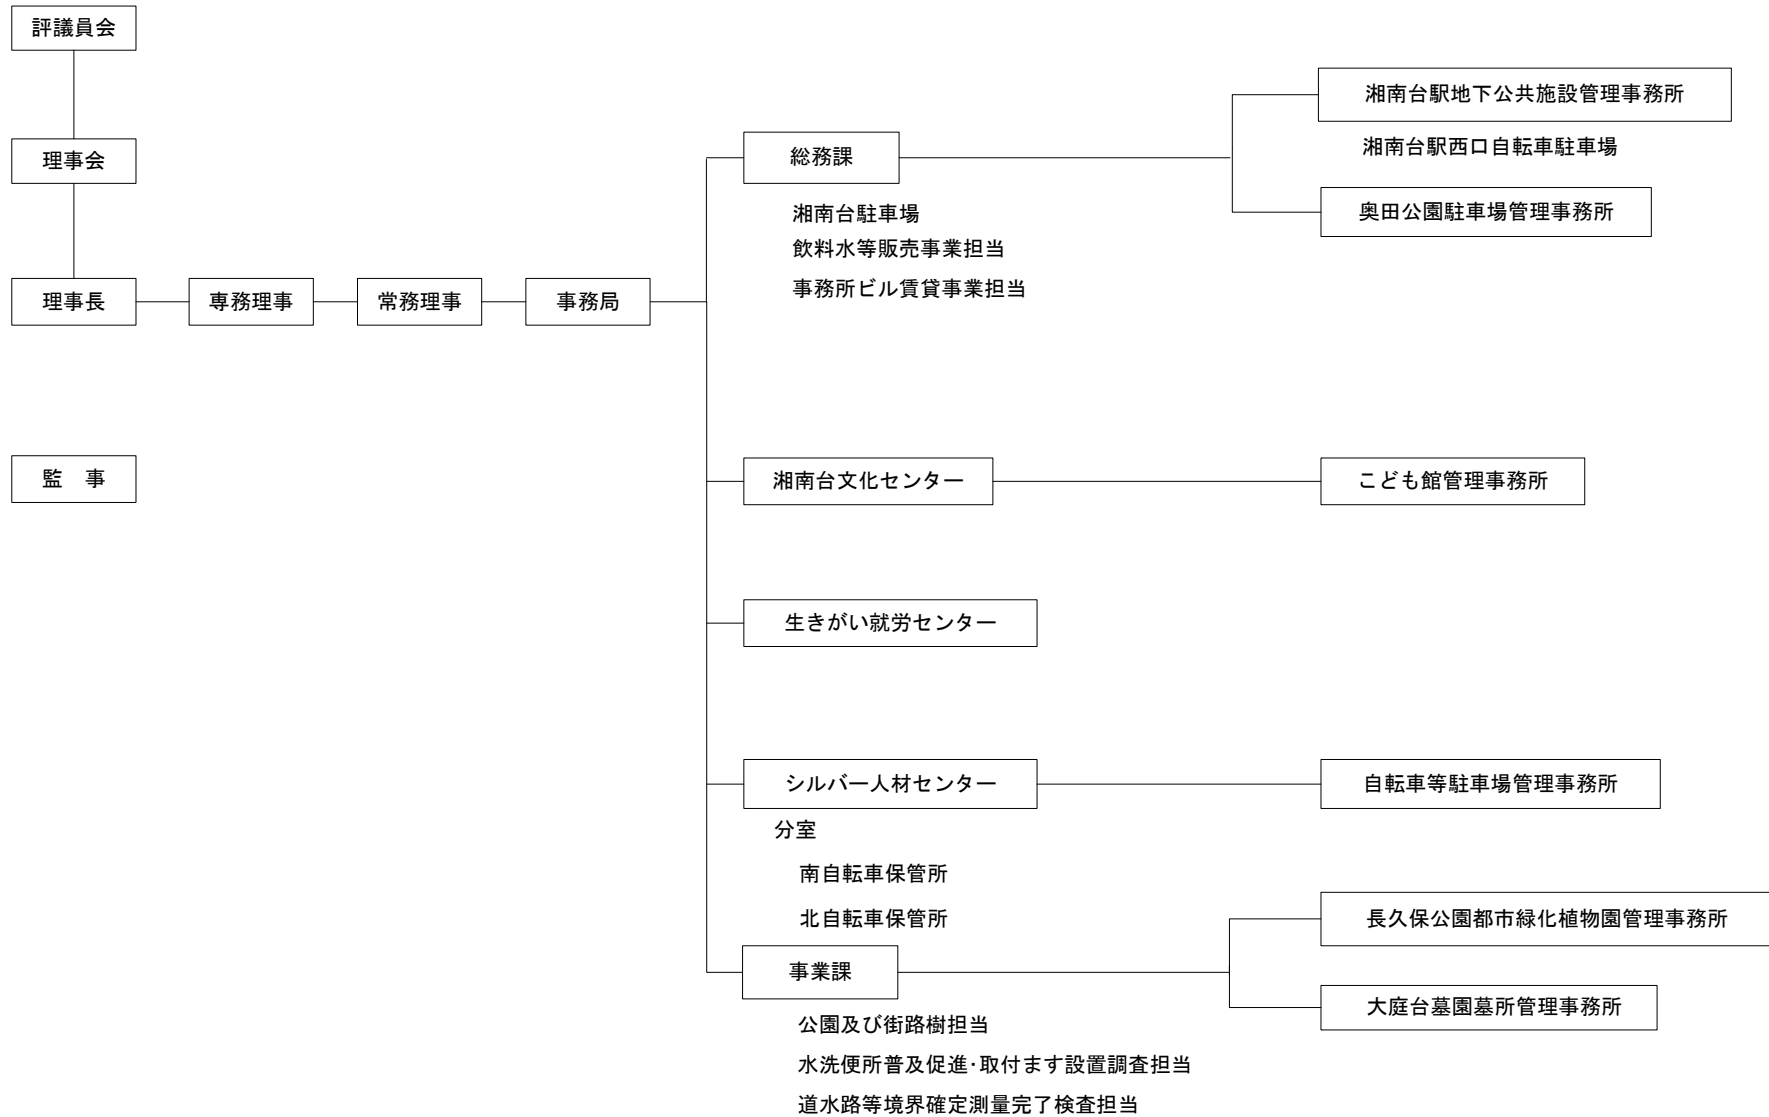 評議員会
理事会
理事長
専務理事
常務理事
事務局
監　事
総務課
湘南台駐車場
飲料水等販売事業担当
事務所ビル賃貸事業担当
湘南台駅地下公共施設管理事務所
湘南台駅西口自転車駐車場
奥田公園駐車場管理事務所
湘南台文化センター
こども館管理事務所
生きがい就労センター
シルバー人材センター
分室
南自転車保管所
北自転車保管所
自転車等駐車場管理事務所
事業課
公園及び街路樹担当
水洗便所普及促進・取付ます設置調査担当
道水路等境界確定測量完了検査担当
長久保公園都市緑化植物園管理事務所
大庭台墓園墓所管理事務所